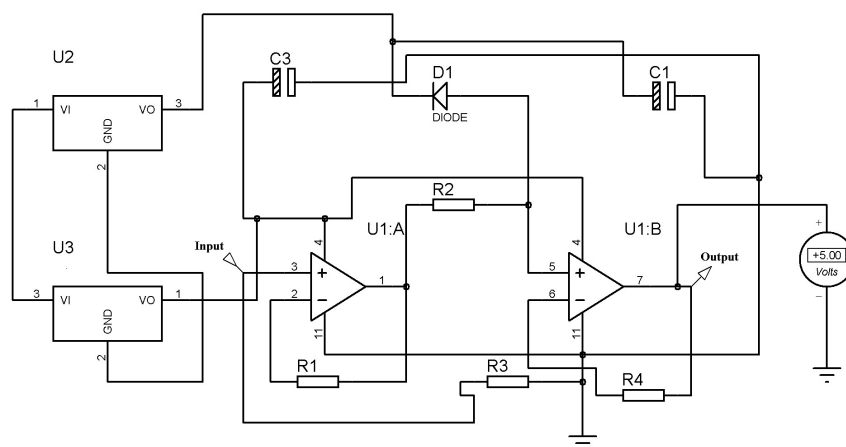 U2
C3
D1
C1
1
VI
VO
3
GND
2
DIODE
R2
U1:A
U1:B
U3
Input
4
3
2
1
11
4
5
6
7
11
Output
+
+5.00
Volts
−
3
VI
VO
1
GND
2
R1
R3
R4